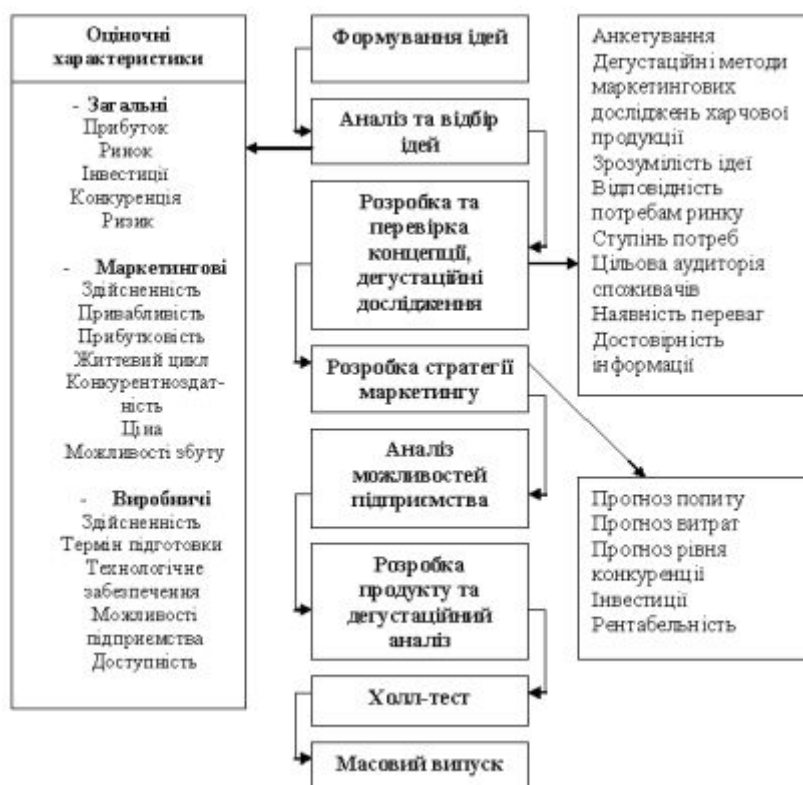 Оціночні
характеристики
- Загальні
Прибуток
Ринок
Інвестиції
Конкуренція
Ризик
- Маркетингові
Здійсненність
Привабливість
Прибутковість
Життєвий цикл
Конкурентноздат-
ність
Ціна
Можливості збуту
- Виробничі
Здійсненність
Термін підготовки
Технологічне
забезпечення
Можливості
підприємства
Доступність
Формування ідей
Аналіз та відбір
ідей
Розробка та
перевірка
концепції,
дегустаційні
дослідження
Розробка стратегії
маркетингу
Аналіз
можливостей
підприємства
Розробка
продукту та
дегустаційний
аналіз
Холл-тест
Масовий випуск
Анкетування
Дегустаційні методи
маркетингових
досліджень харчової
продукції
Зрозумілість ідеї
Відповідність
потребам ринку
Ступінь потреб
Цільова аудиторія
споживачів
Наявність переваг
Достовірність
інформації
Прогноз попиту
Прогноз витрат
Прогноз рівня
конкуренції
Інвестиції
Рентабельність